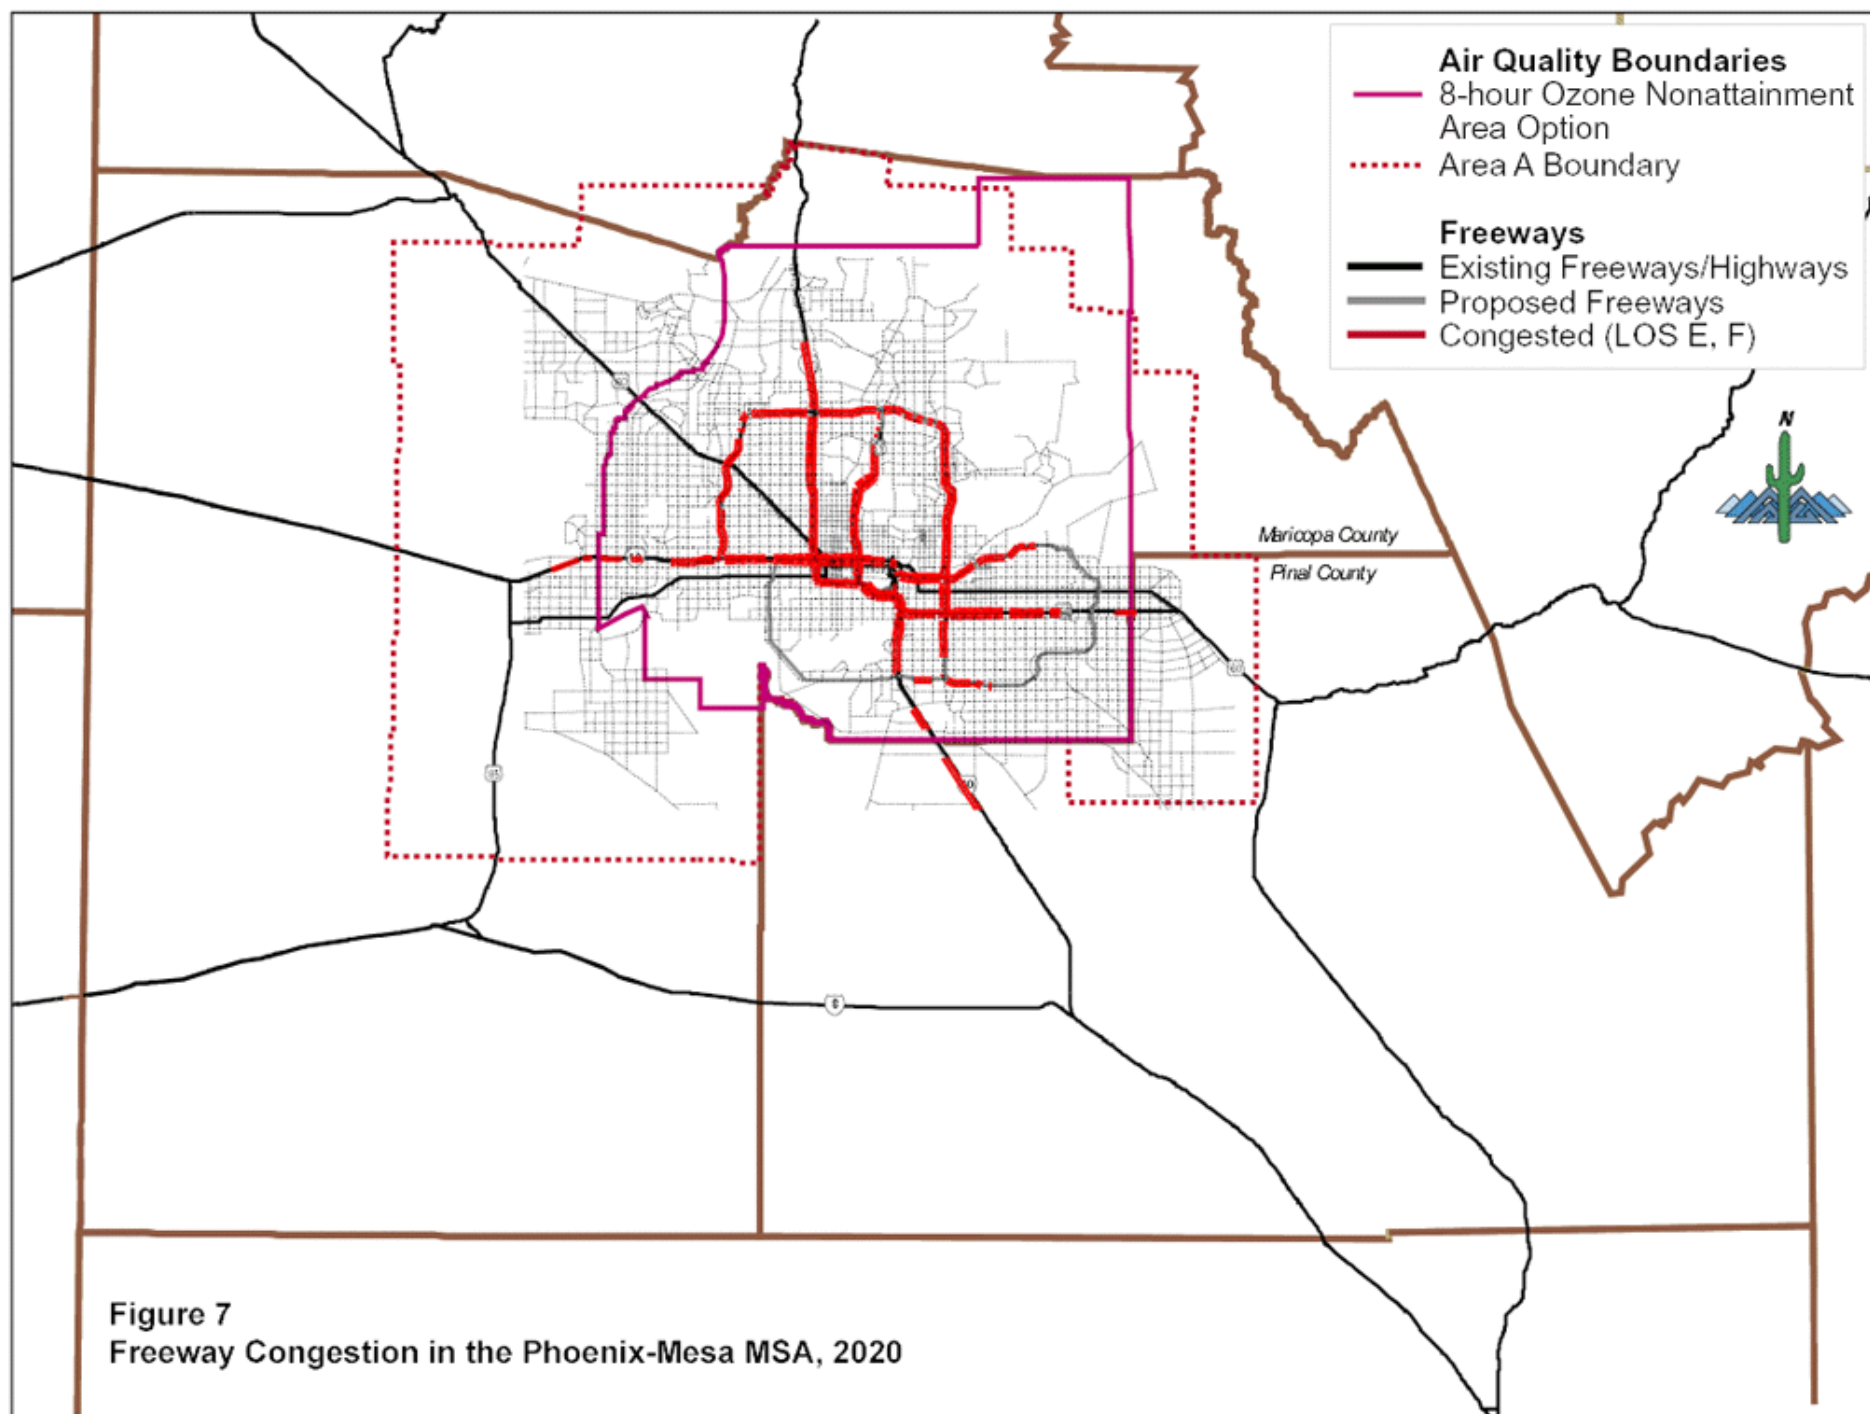 Air Quality Boundaries
8-hour Ozone Nonattainment
Area Option
Area A Boundary
Freeways
Existing Freeways/Highways
Proposed Freeways
Congested (LOS E, F)
N
Maricopa County
Pinal County
Figure 7
Freeway Congestion in the Phoenix-Mesa MSA, 2020